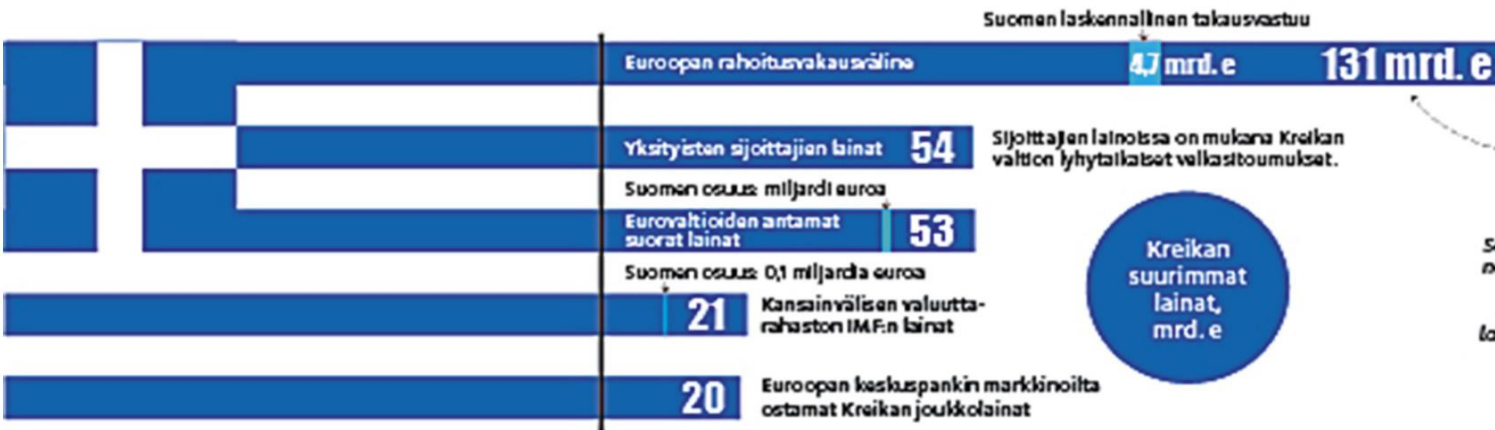 Suomen laskennallinen takausvastuu
Euroopan rahoitusvakausväline
4,7 mrd. e
131 mrd. e
Yksityisten sijoittajien lainat 54
Sijoittajien lainoissa on mukana Kreikan
valtion lyhytaikaiset velkasitoumukset.
Suomen osuus: miljardi euroa
Eurovaltioiden antamat
suorat lainat
53
Suomen osuus: 0,1 miljardia euroa
21
Kansainvälisen valuutta-
rahaston IMF:n lainat
20
Euroopan keskuspankin markkinoilta
ostamat Kreikan joukkolainat
Kreikan
suurimmat
lainat,
mrd. e